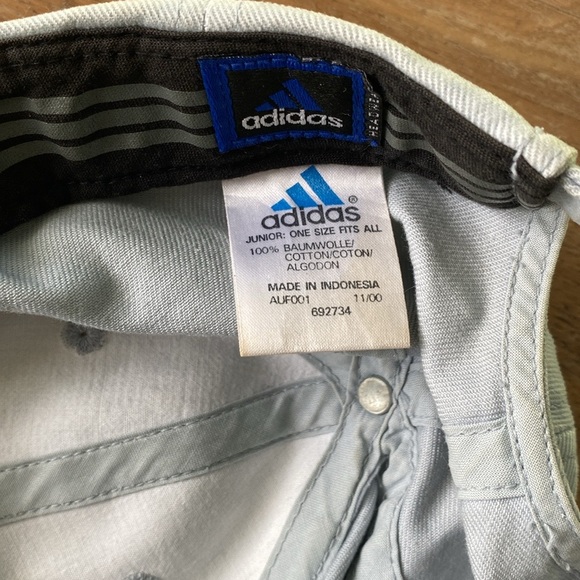 adidas
HEADWEAR
adidas®
JUNIOR: ONE SIZE FITS ALL
100% BAUMWOLLE/
COTTON/COTON/
ALGODON
MADE IN INDONESIA
AUF001 11/00
692734